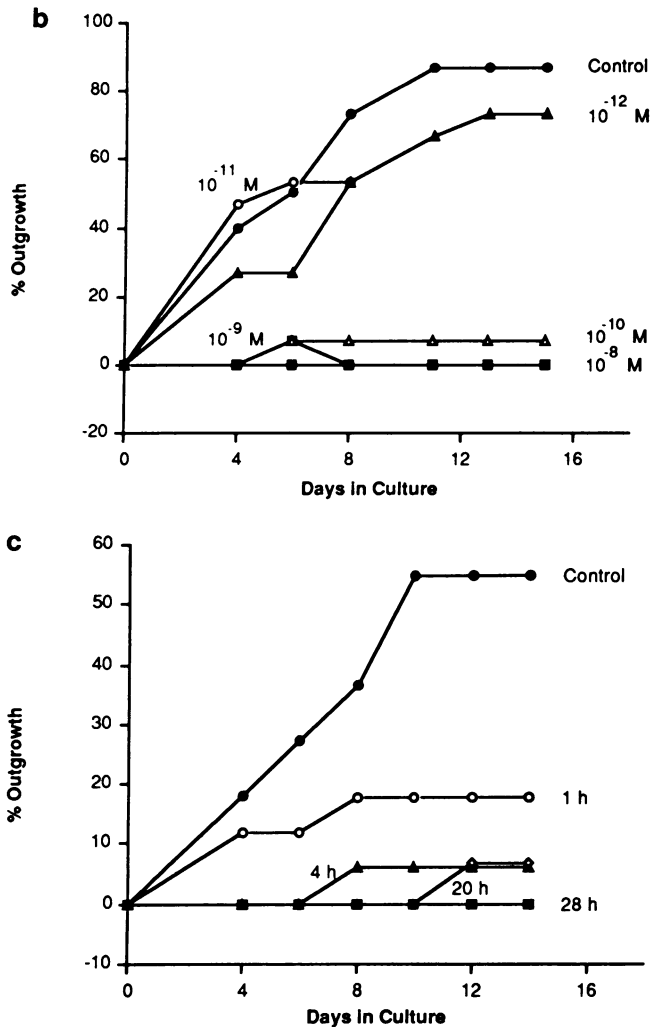 b
100
80
60
40
20
0
-20
% Outgrowth
Control
10^-12 M
10^-11 M
10^-9 M
10^-10 M
10^-8 M
0 4 8 12 16
Days in Culture
c
60
50
40
30
20
10
0
-10
% Outgrowth
Control
1 h
4 h
20 h
28 h
0 4 8 12 16
Days in Culture